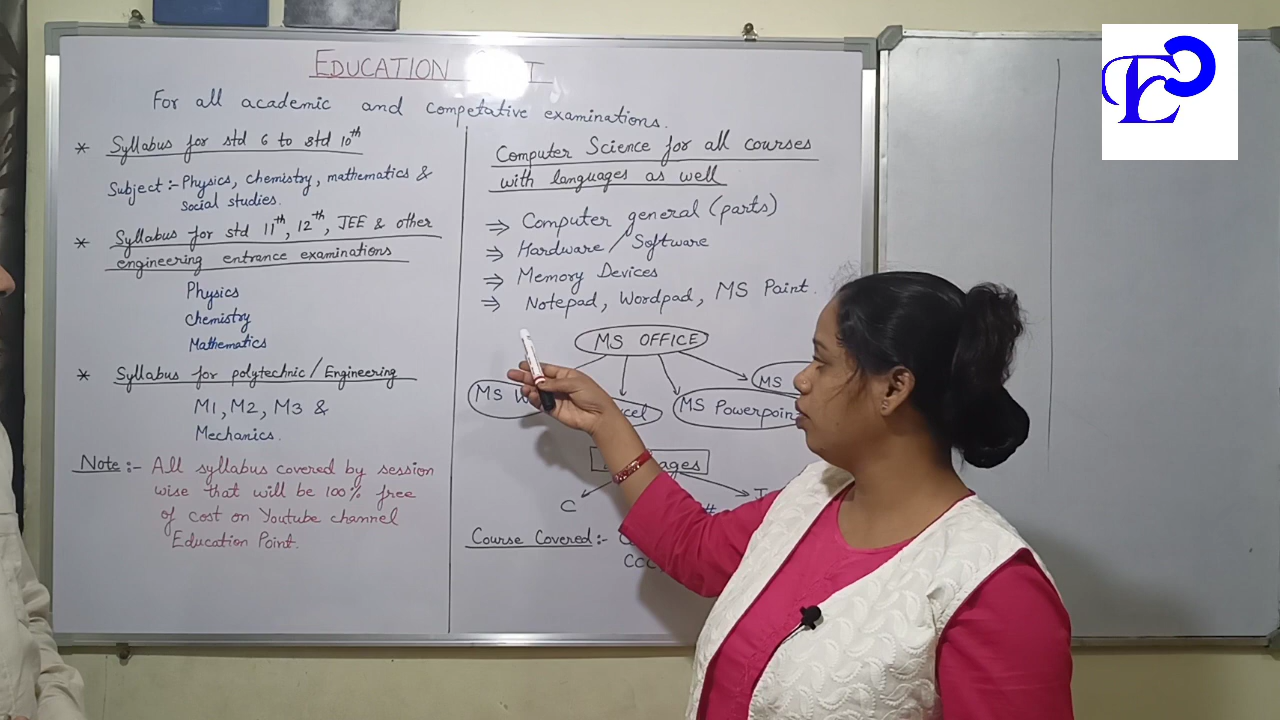 EDUCATION
For all academic and competative examinations.
* Syllabus for std 6 to std 10th
Subject :- Physics, chemistry, mathematics &
social studies.
* Syllabus for std 11th, 12th, JEE & other
engineering entrance examinations
Physics
Chemistry
Mathematics
* Syllabus for polytechnic / Engineering
M1, M2, M3 &
Mechanics.
Note :- All syllabus covered by session
wise that will be 100% free
of cost on Youtube channel
Education Point.
Computer Science for all courses
with languages as well
⇒ Computer general (parts)
⇒ Hardware / Software
⇒ Memory Devices
⇒ Notepad, Wordpad, MS Paint.
MS OFFICE
MS
MS Powerpoin
MS
C
Course Covered :-